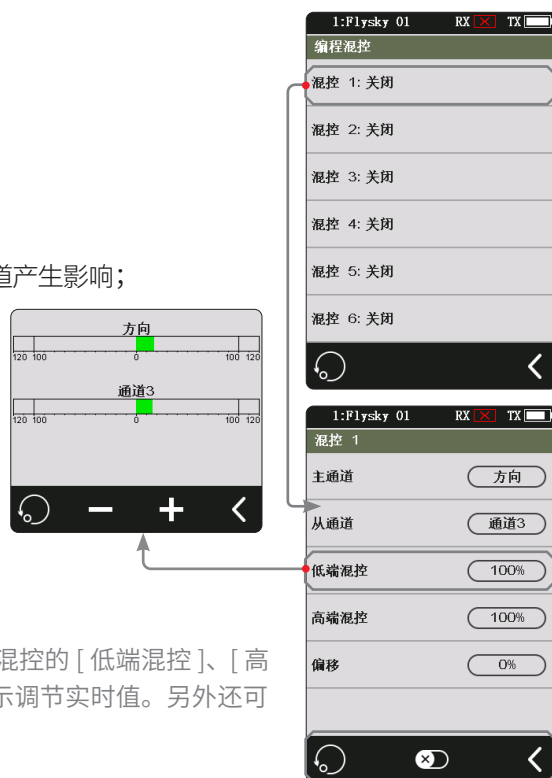 1:Flysky 01 RX TX
编程混控
混控 1: 关闭
混控 2: 关闭
混控 3: 关闭
混控 4: 关闭
混控 5: 关闭
混控 6: 关闭
道产生影响；
方向
120 100 0 100 120
通道3
120 100 0 100 120
1:Flysky 01 RX TX
混控 1
主通道 方向
从通道 通道3
低端混控 100%
高端混控 100%
偏移 0%
混控的 [ 低端混控 ]、[ 高
示调节实时值。另外还可